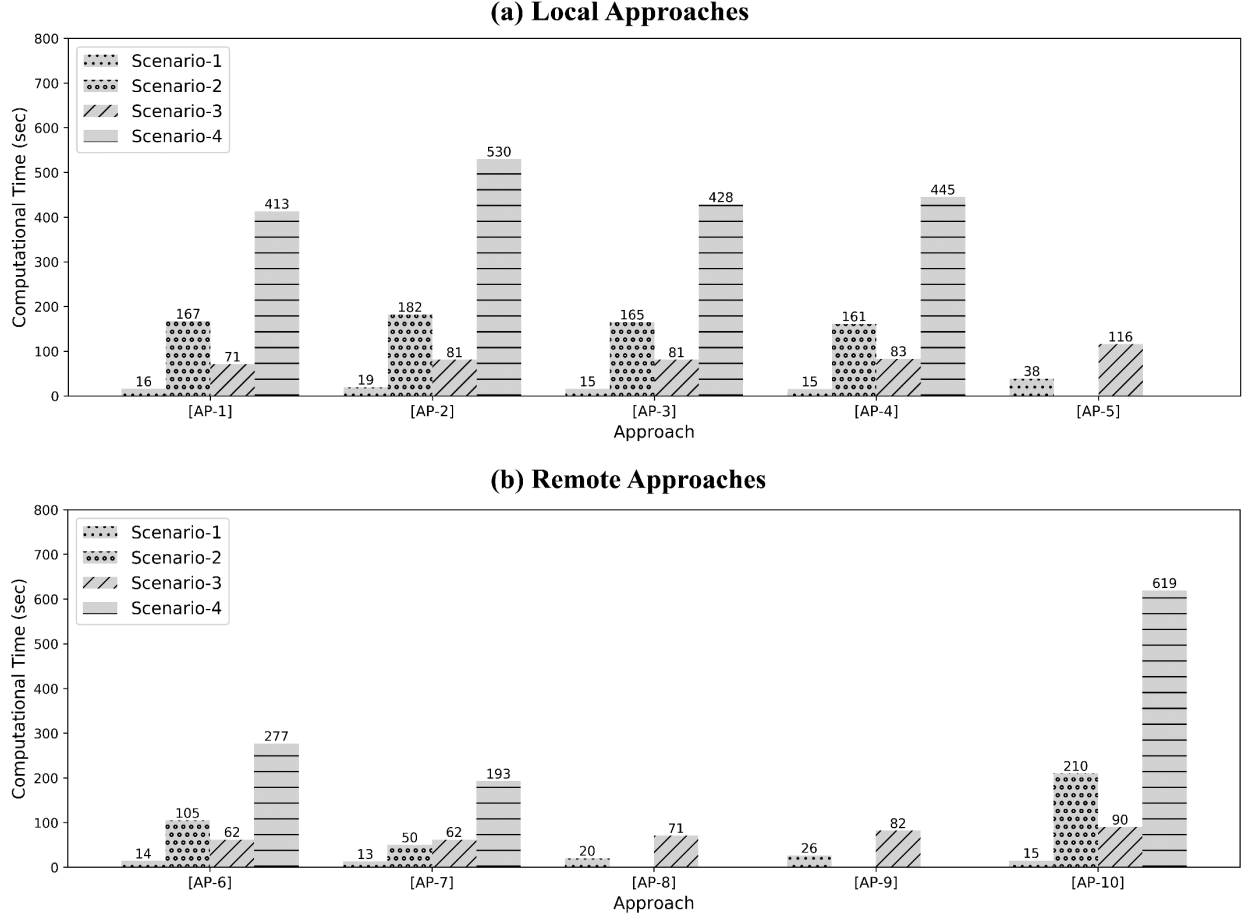 (a) Local Approaches
800
700
600
500
400
300
200
100
0
Computational Time (sec)
Scenario-1
Scenario-2
Scenario-3
Scenario-4
16 167 71 413
19 182 81 530
15 165 81 428
15 161 83 445
38 116
[AP-1] [AP-2] [AP-3] [AP-4] [AP-5]
Approach
(b) Remote Approaches
800
700
600
500
400
300
200
100
0
Computational Time (sec)
Scenario-1
Scenario-2
Scenario-3
Scenario-4
14 105 62 277
13 50 62 193
20 71
26 82
15 210 90 619
[AP-6] [AP-7] [AP-8] [AP-9] [AP-10]
Approach